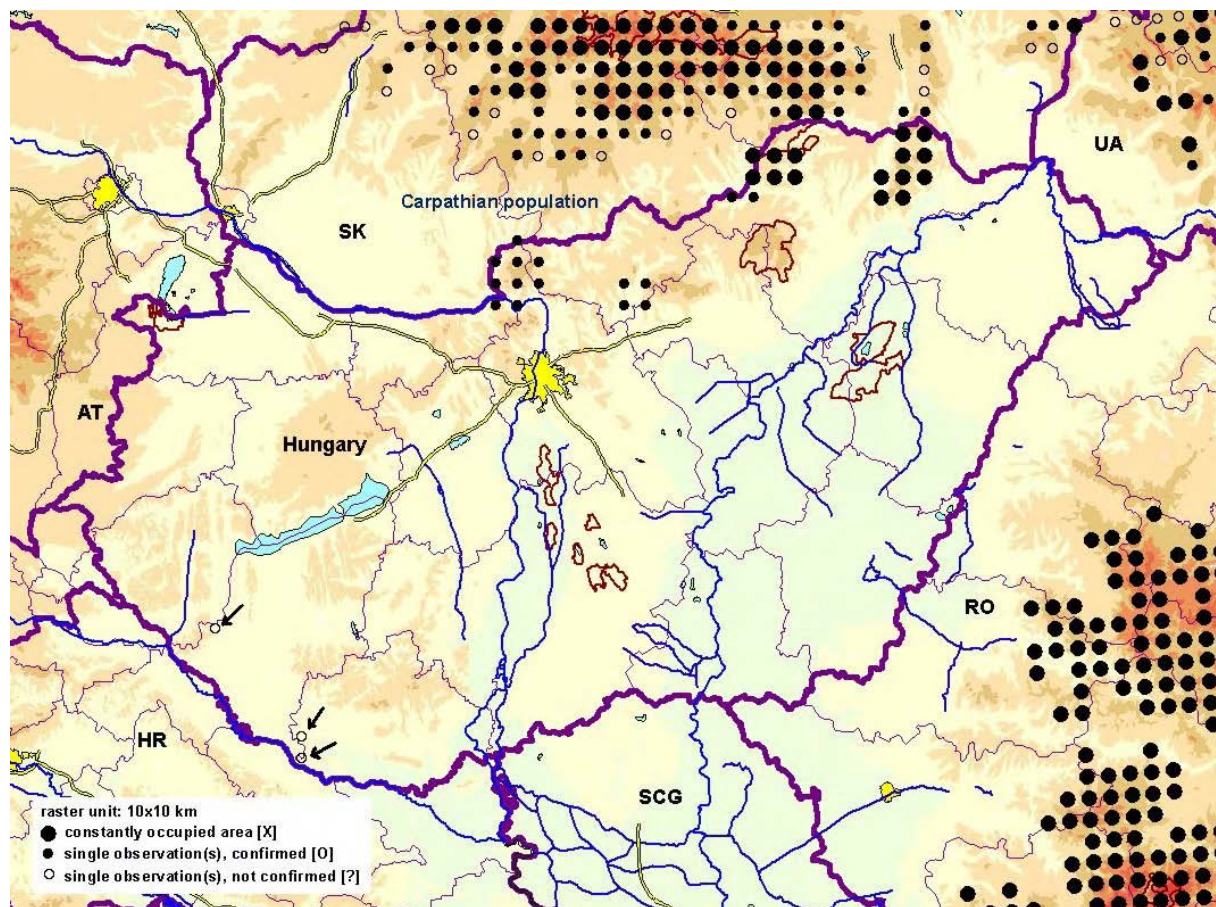 UA
Carpathian population
SK
AT
Hungary
RO
HR
SCG
raster unit: 10x10 km
constantly occupied area [X]
single observation(s), confirmed [O]
single observation(s), not confirmed [?]